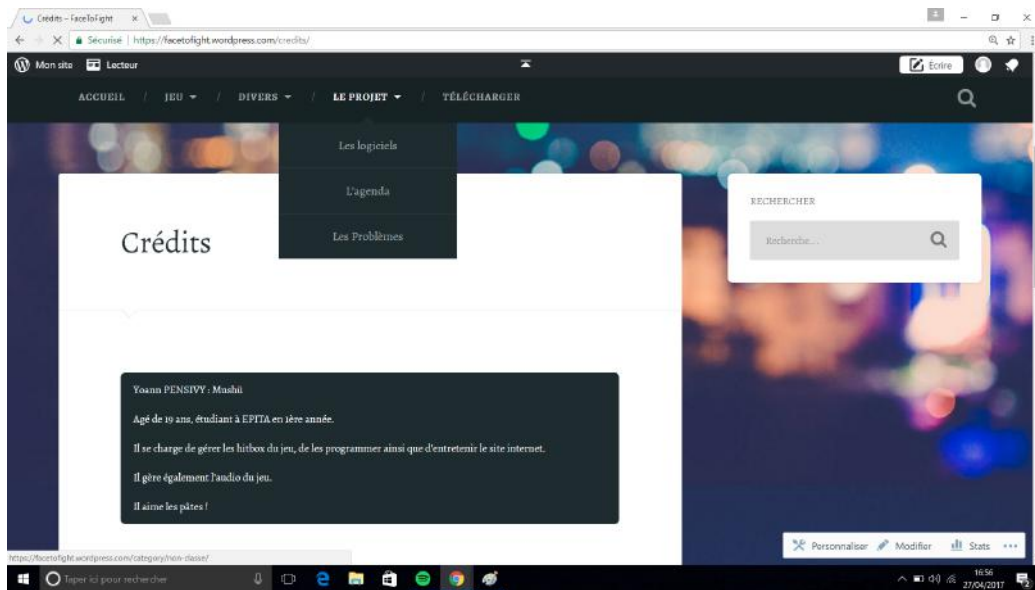 Crédits – FaceToFight
Sécurisé | https://facetofight.wordpress.com/credits/
Mon site Lecteur Écrire
ACCUEIL / JEU / DIVERS / LE PROJET / TÉLÉCHARGER
Les logiciels
L'agenda
Les Problèmes
Crédits
RECHERCHER
Recherche…
Yoann PENSIVY : Mushii
Agé de 19 ans, étudiant à EPITA en 1ère année.
Il se charge de gérer les hitbox du jeu, de les programmer ainsi que d'entretenir le site internet.
Il gère également l'audio du jeu.
Il aime les pâtes !
Personnaliser Modifier Stats
https://facetofight.wordpress.com/category/non-classe/
Taper ici pour rechercher
16:56
27/04/2017